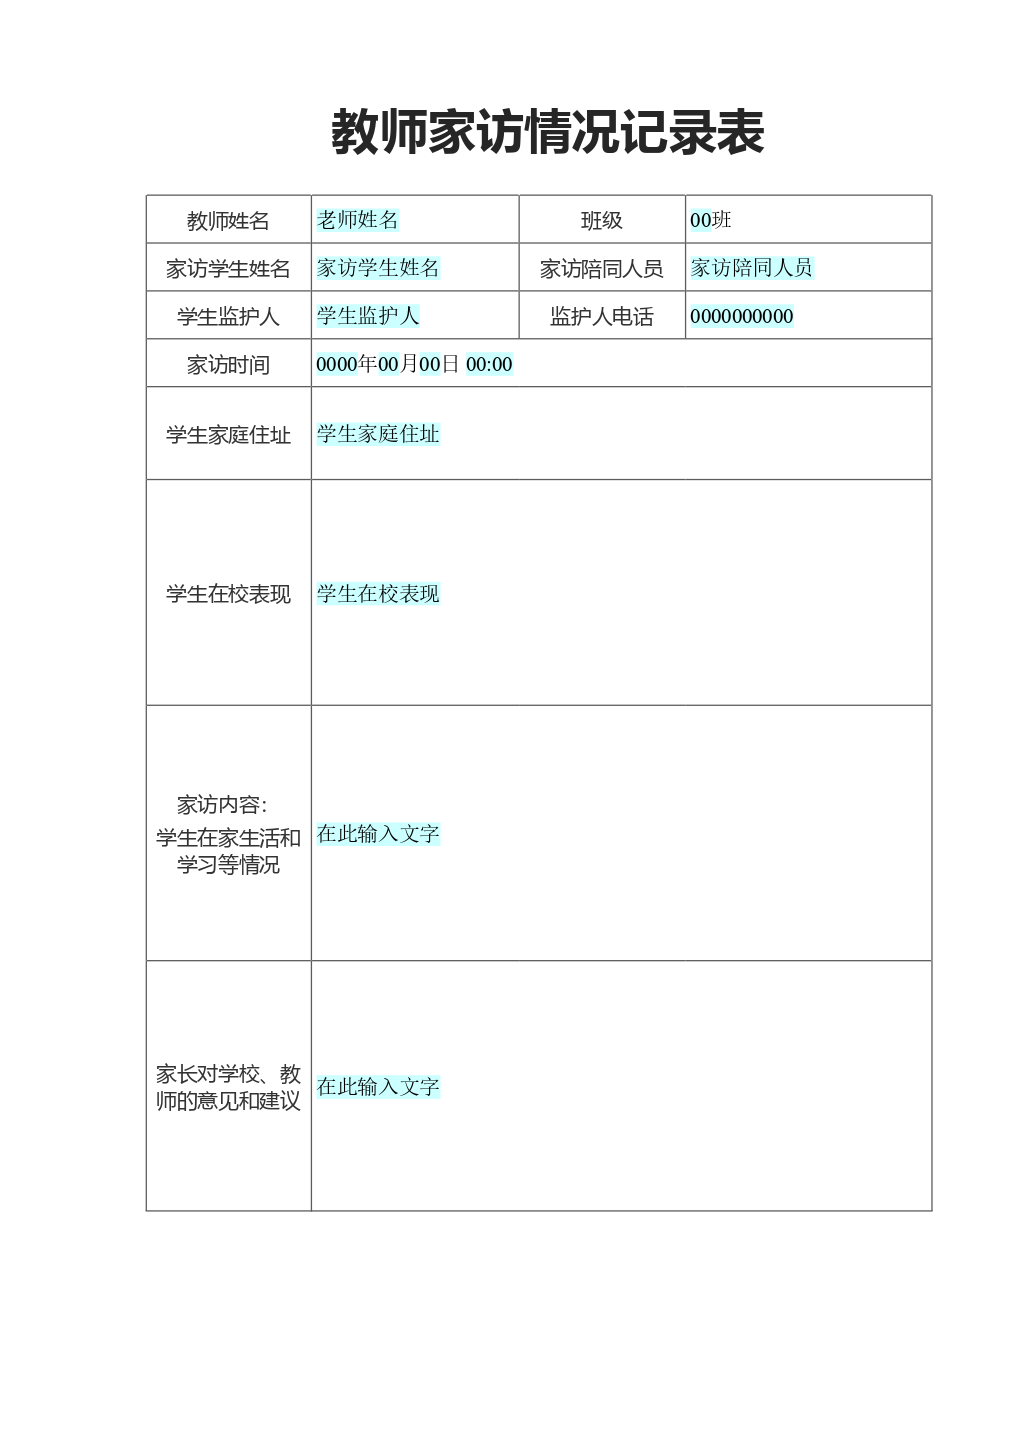 教师家访情况记录表
教师姓名 老师姓名 班级 00班
家访学生姓名 家访学生姓名 家访陪同人员 家访陪同人员
学生监护人 学生监护人 监护人电话 0000000000
家访时间 0000年00月00日 00:00
学生家庭住址 学生家庭住址
学生在校表现 学生在校表现
家访内容：
学生在家生活和
学习等情况
在此输入文字
家长对学校、教
师的意见和建议
在此输入文字